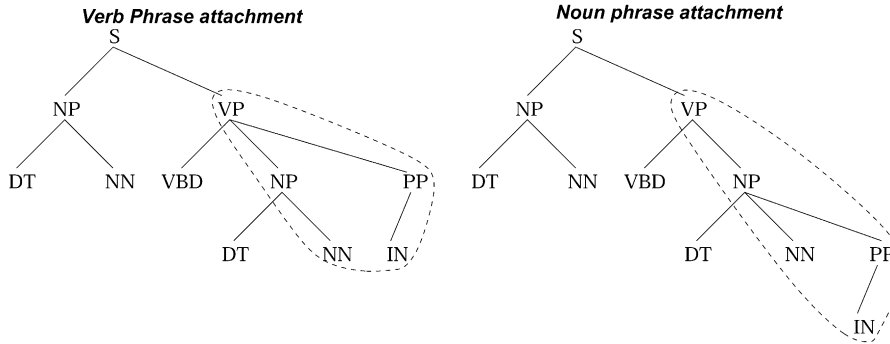 Verb Phrase attachment
Noun phrase attachment
S
S
NP VP
NP VP
DT NN VBD NP PP
DT NN VBD NP
DT NN IN
DT NN PP
IN